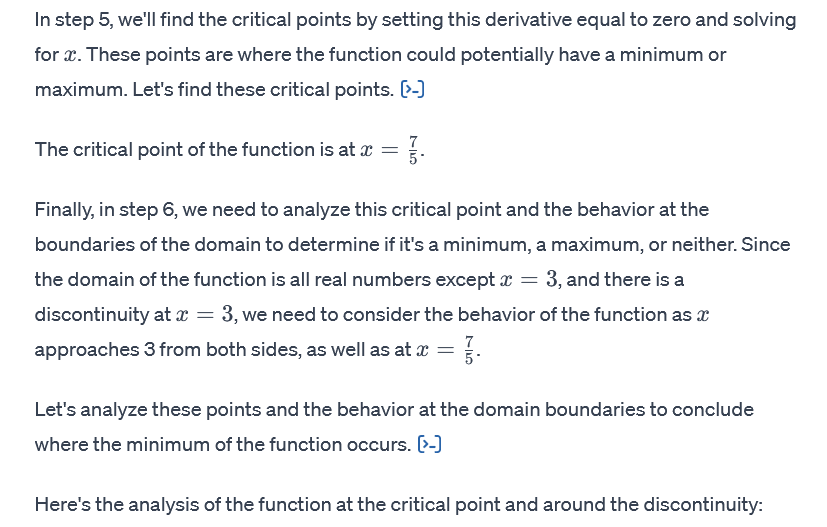 In step 5, we'll find the critical points by setting this derivative equal to zero and solving
for x. These points are where the function could potentially have a minimum or
maximum. Let's find these critical points. [>-]
The critical point of the function is at x = 7/5.
Finally, in step 6, we need to analyze this critical point and the behavior at the
boundaries of the domain to determine if it's a minimum, a maximum, or neither. Since
the domain of the function is all real numbers except x = 3, and there is a
discontinuity at x = 3, we need to consider the behavior of the function as x
approaches 3 from both sides, as well as at x = 7/5.
Let's analyze these points and the behavior at the domain boundaries to conclude
where the minimum of the function occurs. [>-]
Here's the analysis of the function at the critical point and around the discontinuity: